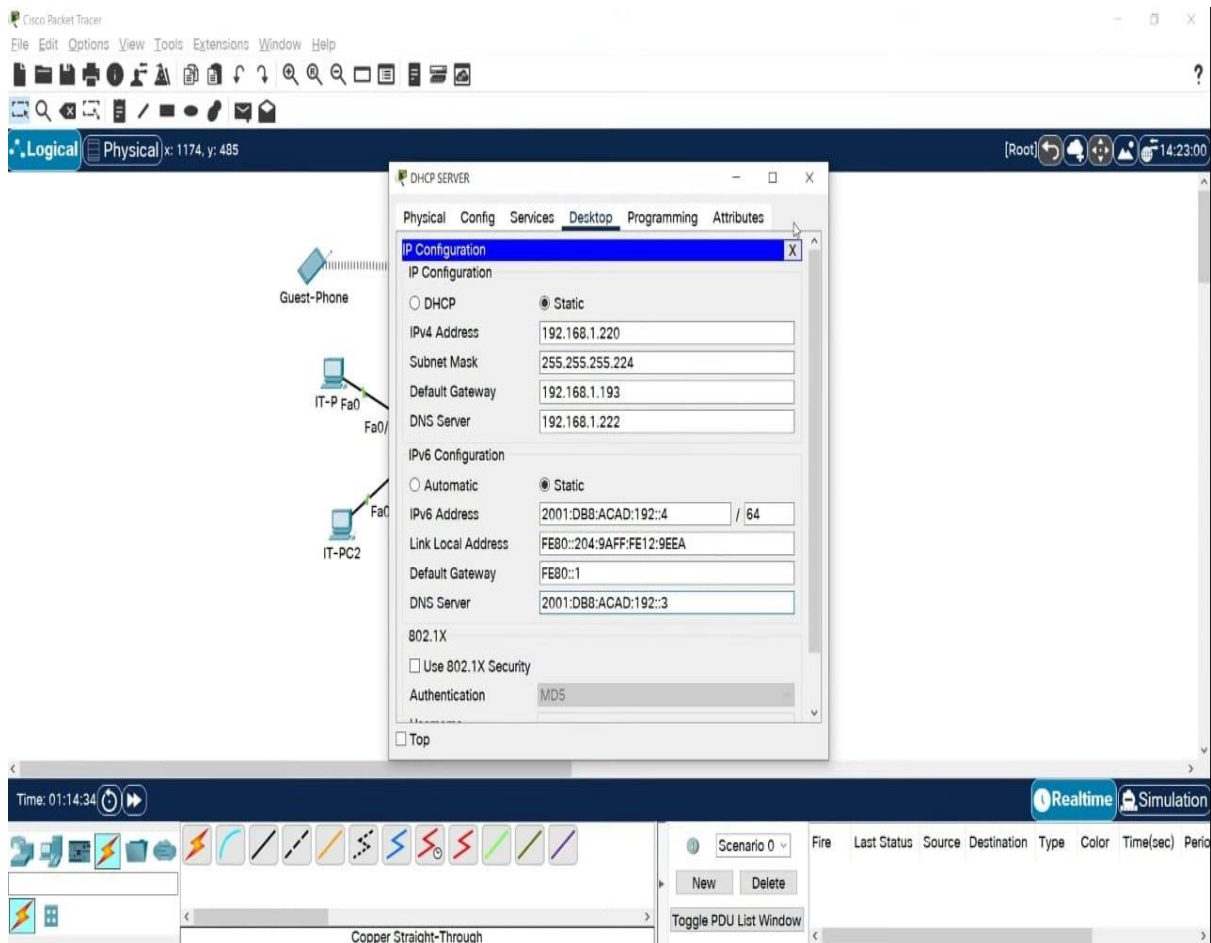 Cisco Packet Tracer
File Edit Options View Tools Extensions Window Help
?
Logical Physical x: 1174, y: 485 [Root] 14:23:00
DHCP SERVER
Physical Config Services Desktop Programming Attributes
IP Configuration X
IP Configuration
DHCP Static
IPv4 Address 192.168.1.220
Subnet Mask 255.255.255.224
Default Gateway 192.168.1.193
DNS Server 192.168.1.222
IPv6 Configuration
Automatic Static
IPv6 Address 2001:DB8:ACAD:192::4 / 64
Link Local Address FE80::204:9AFF:FE12:9EEA
Default Gateway FE80::1
DNS Server 2001:DB8:ACAD:192::3
802.1X
Use 802.1X Security
Authentication MD5
Top
Guest-Phone
IT-P Fa0
Fa0/
Fa0
IT-PC2
Time: 01:14:34 Realtime Simulation
Scenario 0 Fire Last Status Source Destination Type Color Time(sec) Perio
New Delete
Toggle PDU List Window
Copper Straight-Through